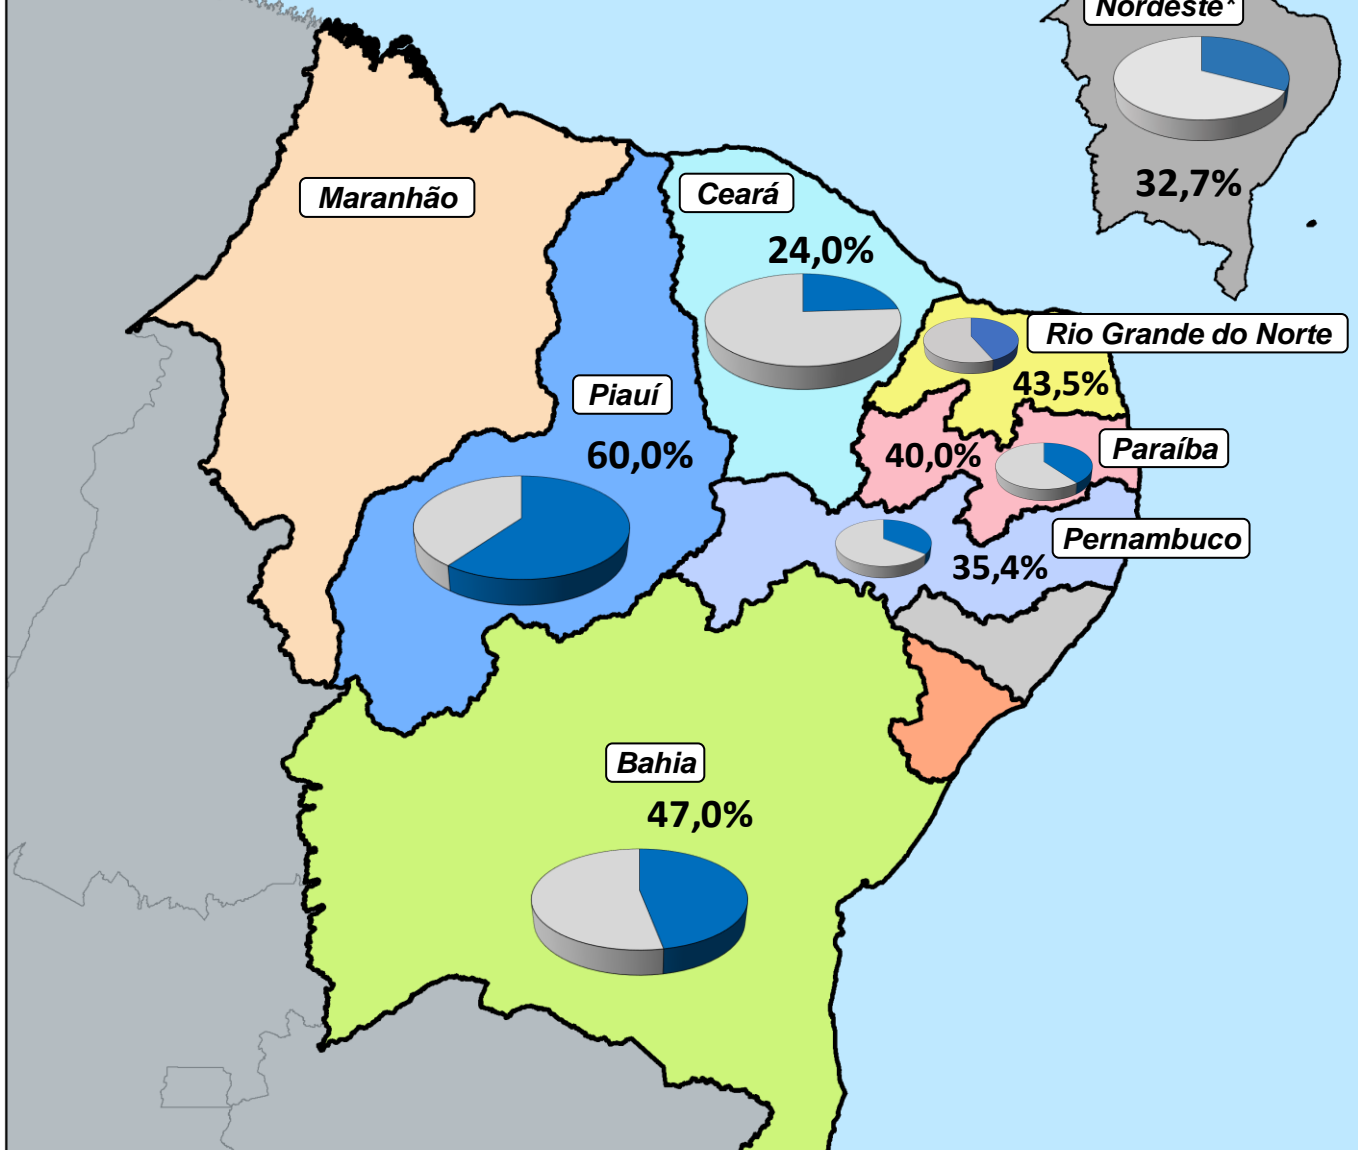 Nordeste*
32,7%
Maranhão
Ceará
24,0%
Rio Grande do Norte
43,5%
Piauí
60,0%
Paraíba
40,0%
Pernambuco
35,4%
Bahia
47,0%